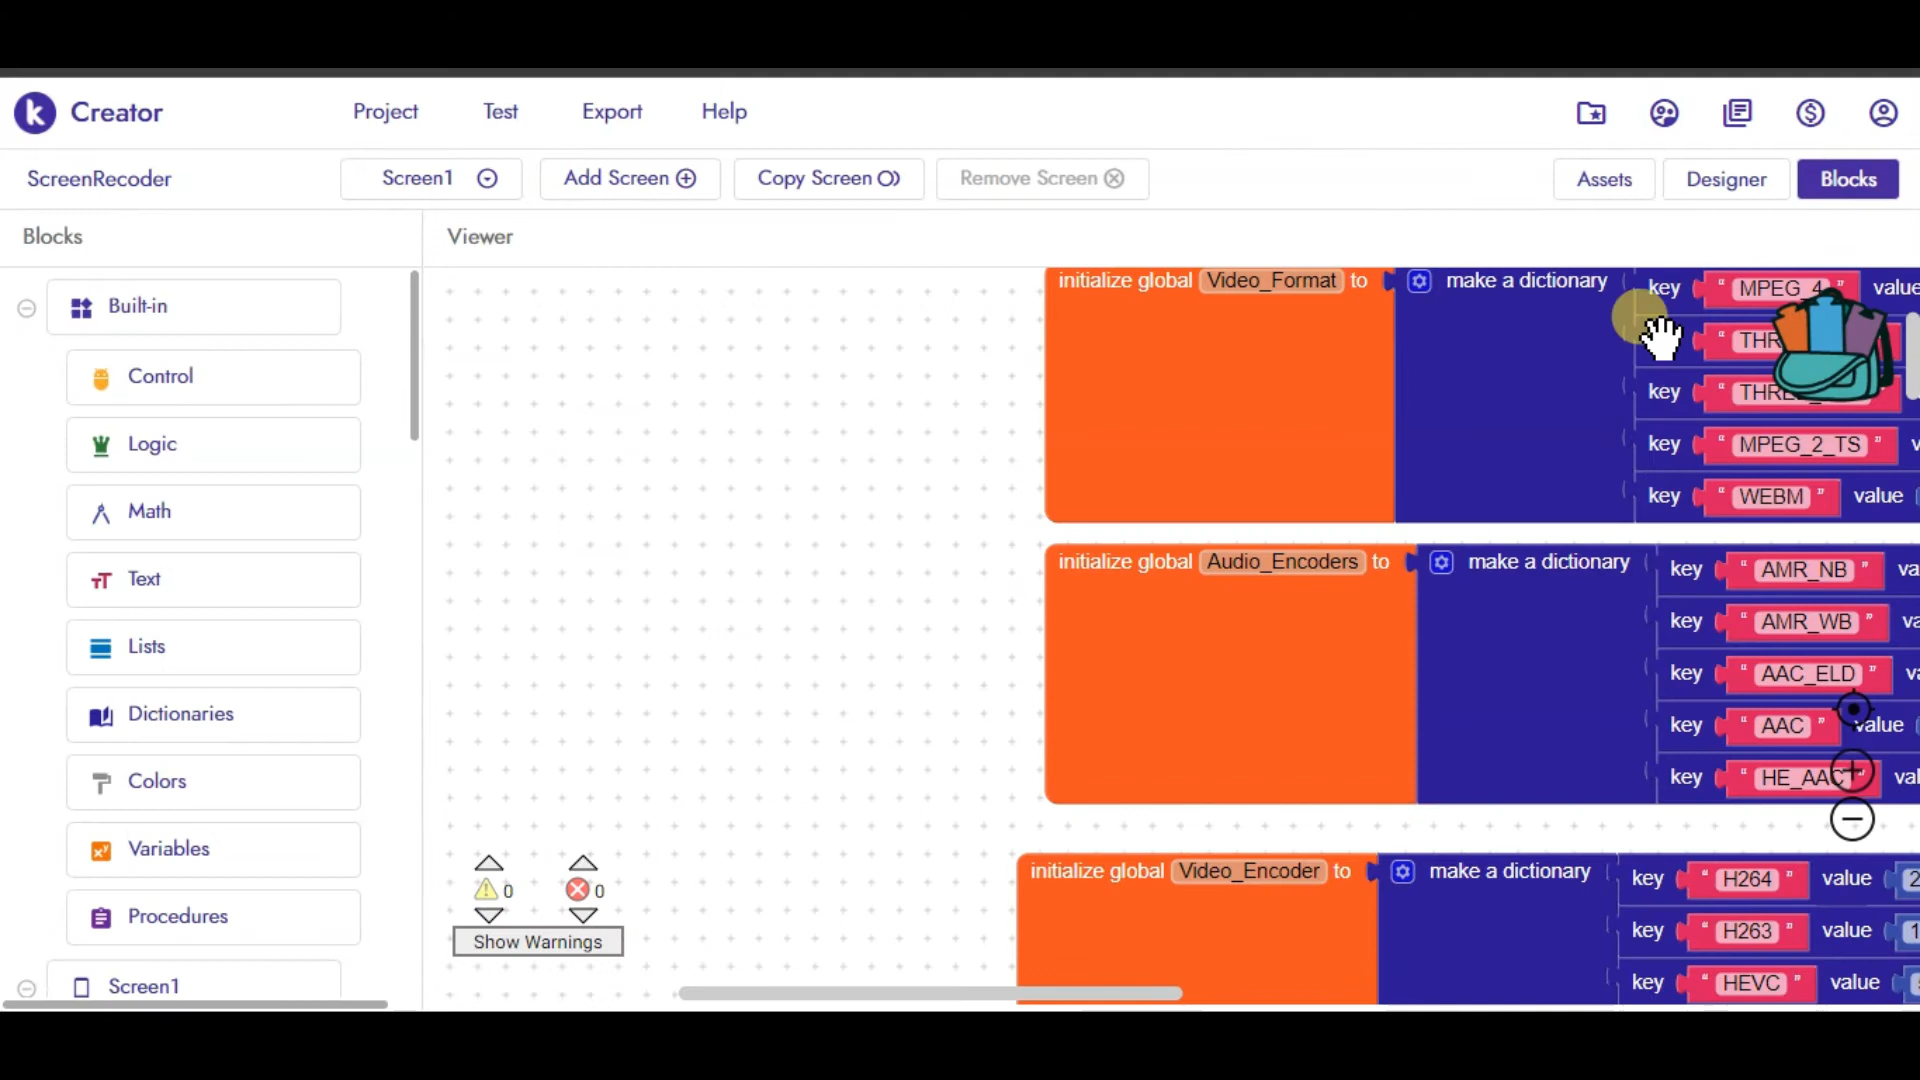 Creator
Project Test Export Help
ScreenRecoder
Screen1
Add Screen
Copy Screen
Remove Screen
Assets
Designer
Blocks
Blocks
Viewer
Built-in
Control
Logic
Math
Text
Lists
Dictionaries
Colors
Variables
Procedures
Screen1
initialize global Video_Format to make a dictionary key " MPEG_4 " value
key "
key "
key " MPEG_2_TS "
key " WEBM " value
initialize global Audio_Encoders to make a dictionary key " AMR_NB "
key " AMR_WB "
key " AAC_ELD "
key " AAC " value
key " HE_AAC "
initialize global Video_Encoder to make a dictionary key " H264 " value 2
key " H263 " value 1
key " HEVC " value
0 0
Show Warnings